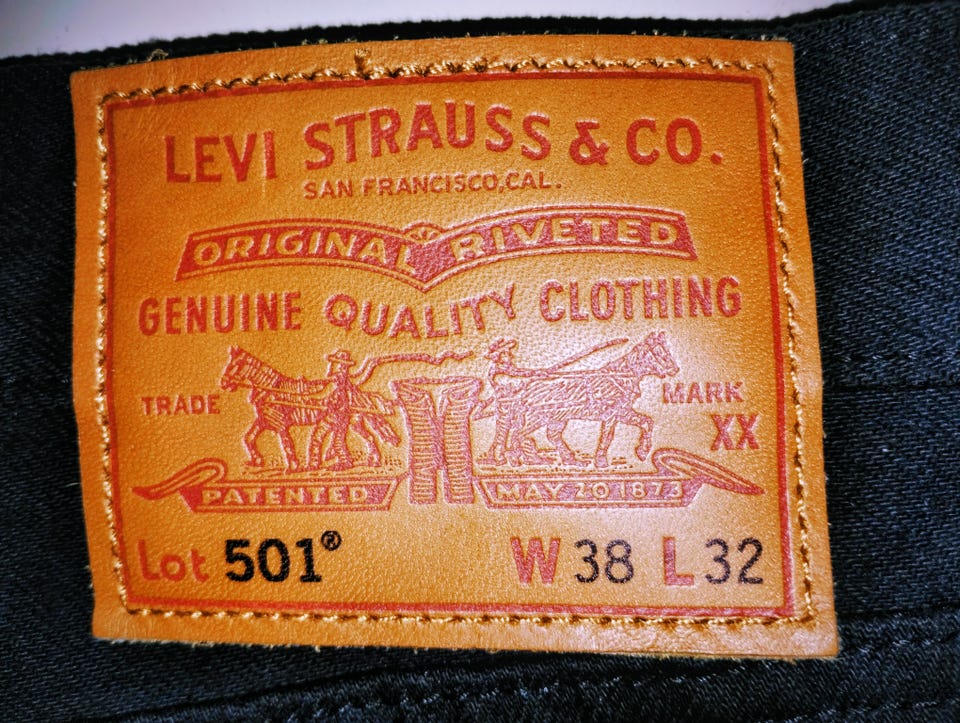 LEVI STRAUSS & CO.
SAN FRANCISCO, CAL.
ORIGINAL RIVETED
GENUINE QUALITY CLOTHING
TRADE MARK
XX
PATENTED MAY 20 1873
Lot 501® W 38 L 32